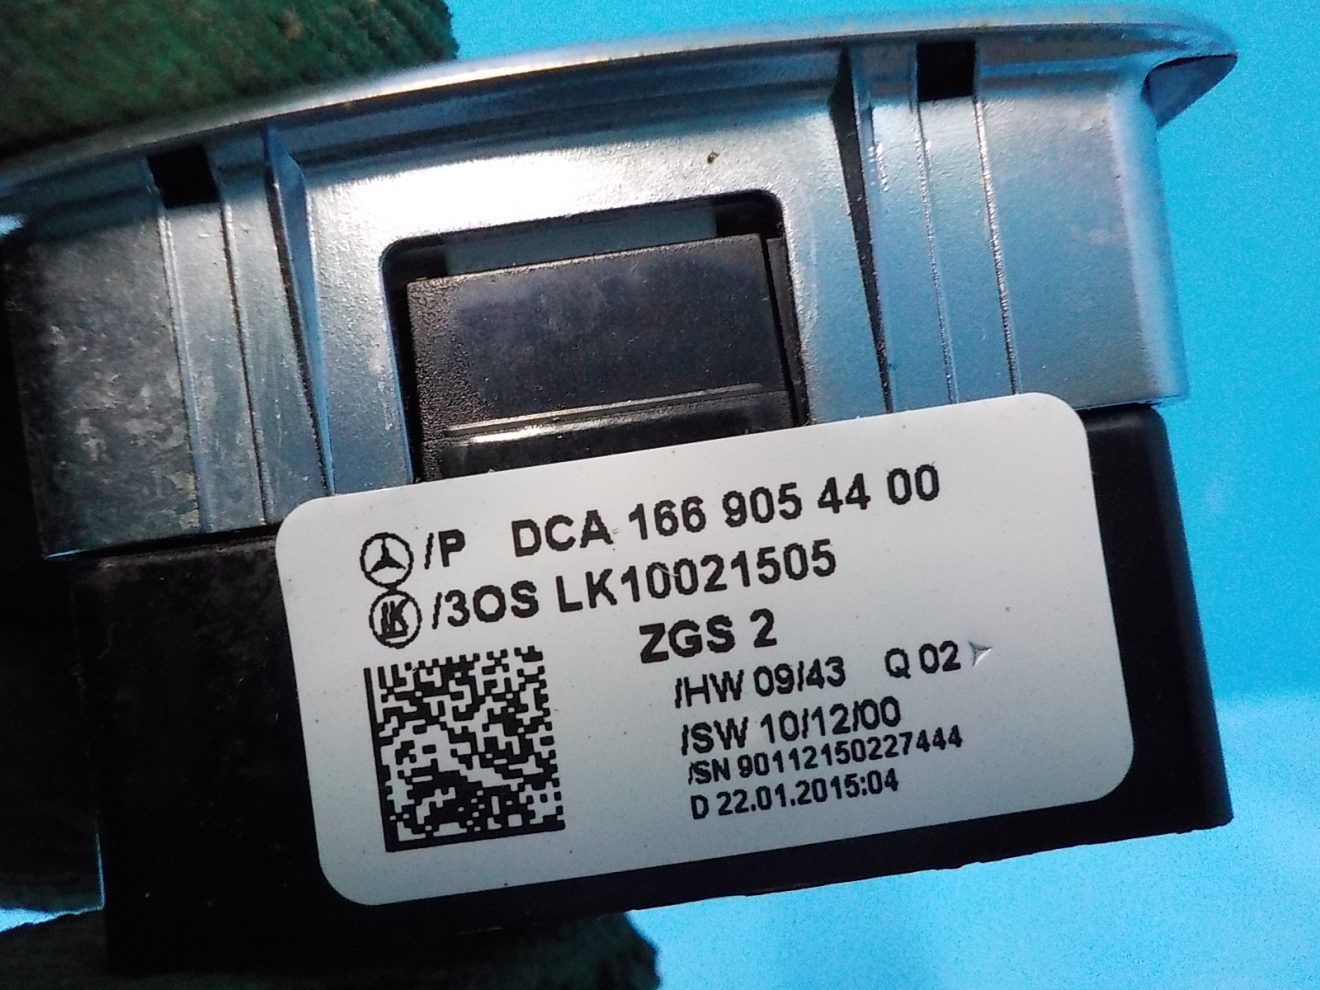 /P DCA 166 905 44 00
LK /3OS LK10021505
ZGS 2
/HW 09/43 Q 02
/SW 10/12/00
/SN 90112150227444
D 22.01.2015:04